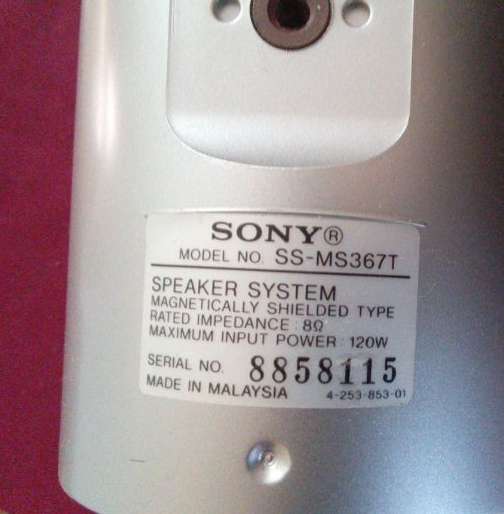 SONY®
MODEL NO. SS-MS367T
SPEAKER SYSTEM
MAGNETICALLY SHIELDED TYPE
RATED IMPEDANCE : 8Ω
MAXIMUM INPUT POWER : 120W
SERIAL NO. 8858115
MADE IN MALAYSIA 4-253-853-01